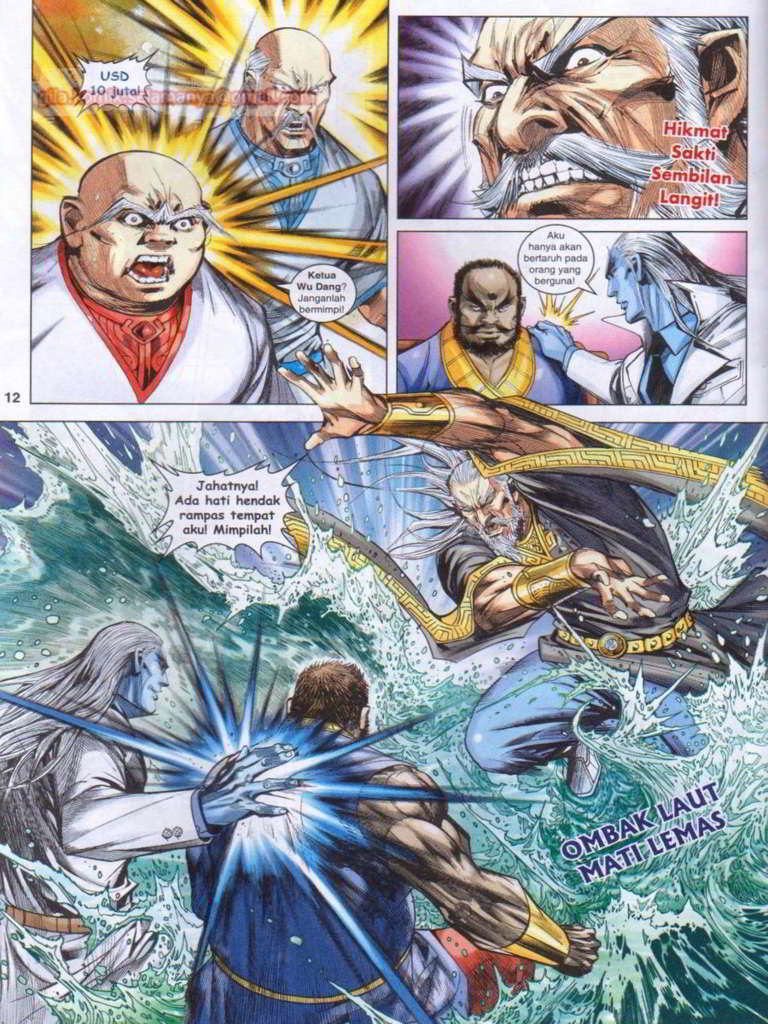 USD
10 juta!
Ketua
Wu Dang?
Janganlah
bermimpi!
Hikmat
Sakti
Sembilan
Langit!
Aku
hanya akan
bertaruh pada
orang yang
berguna!
12
Jahatnya!
Ada hati hendak
rampas tempat
aku! Mimpilah!
OMBAK LAUT
MATI LEMAS